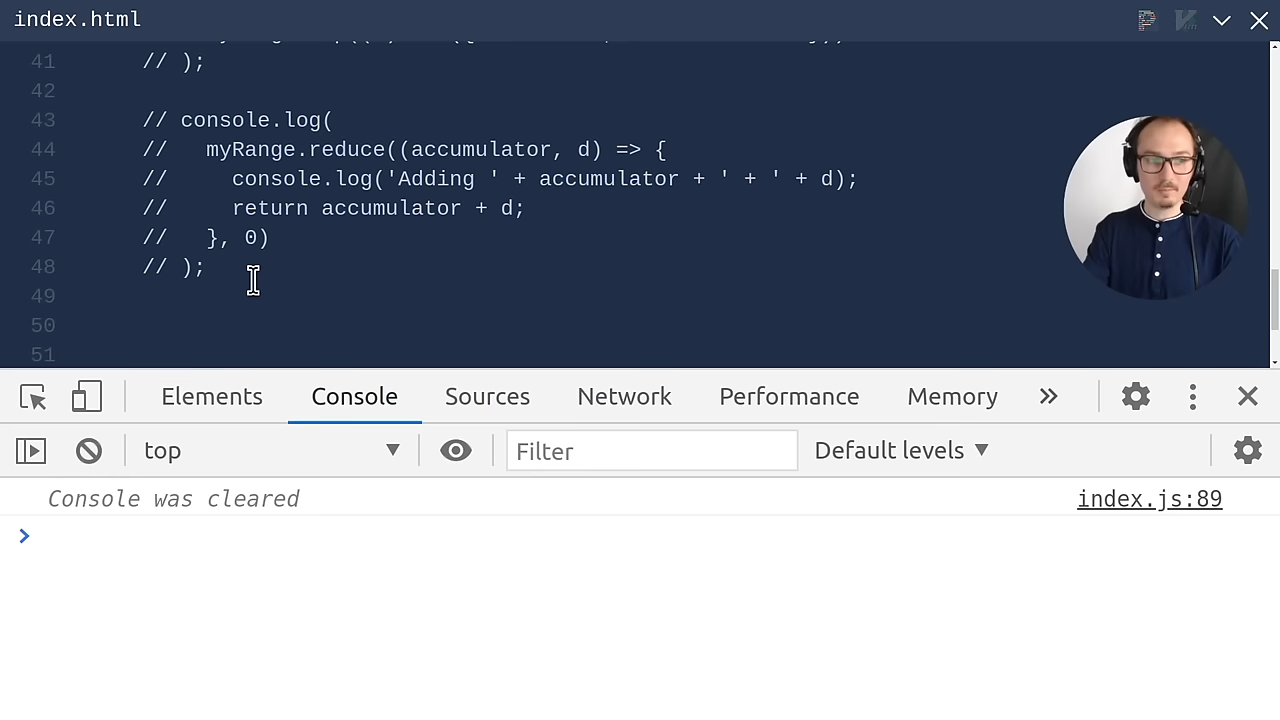 index.html
41 // );
42
43 // console.log(
44 //   myRange.reduce((accumulator, d) => {
45 //     console.log('Adding ' + accumulator + ' + ' + d);
46 //     return accumulator + d;
47 //   }, 0)
48 // );
49
50
51
Elements Console Sources Network Performance Memory »
top Filter Default levels
Console was cleared index.js:89
>